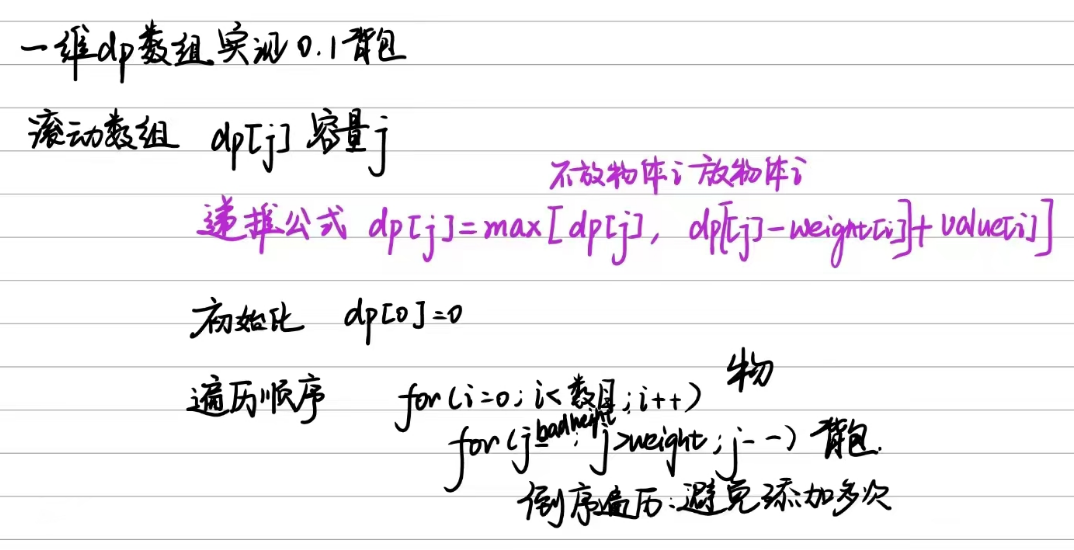 一维dp数组实现0.1背包
滚动数组 dp[j] 容量j
不放物体i 放物体i
递推公式 dp[j]=max[dp[j], dp[[j]-weight[i]]+value[i]]
初始化 dp[0]=0
遍历顺序 for(i=0;i<数目;i++) 物
for(j=;j>weight;j--) 背包.
倒序遍历:避免添加多次